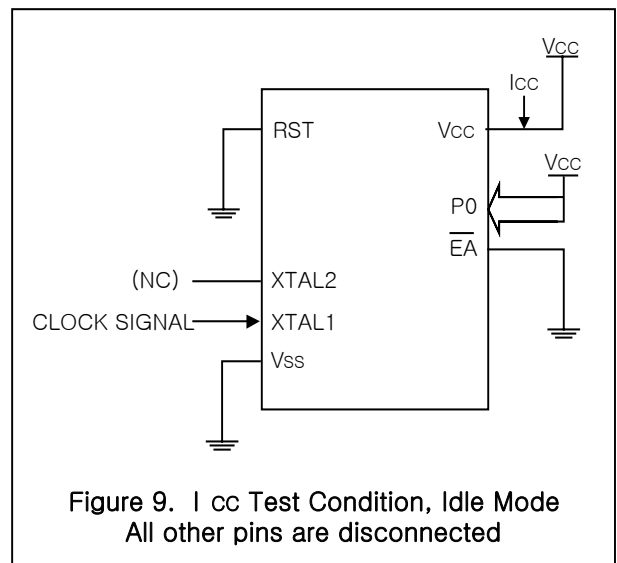 Vcc
Icc
RST
Vcc
Vcc
P0
EA
(NC)
XTAL2
CLOCK SIGNAL
XTAL1
Vss
Figure 9. I cc Test Condition, Idle Mode
All other pins are disconnected